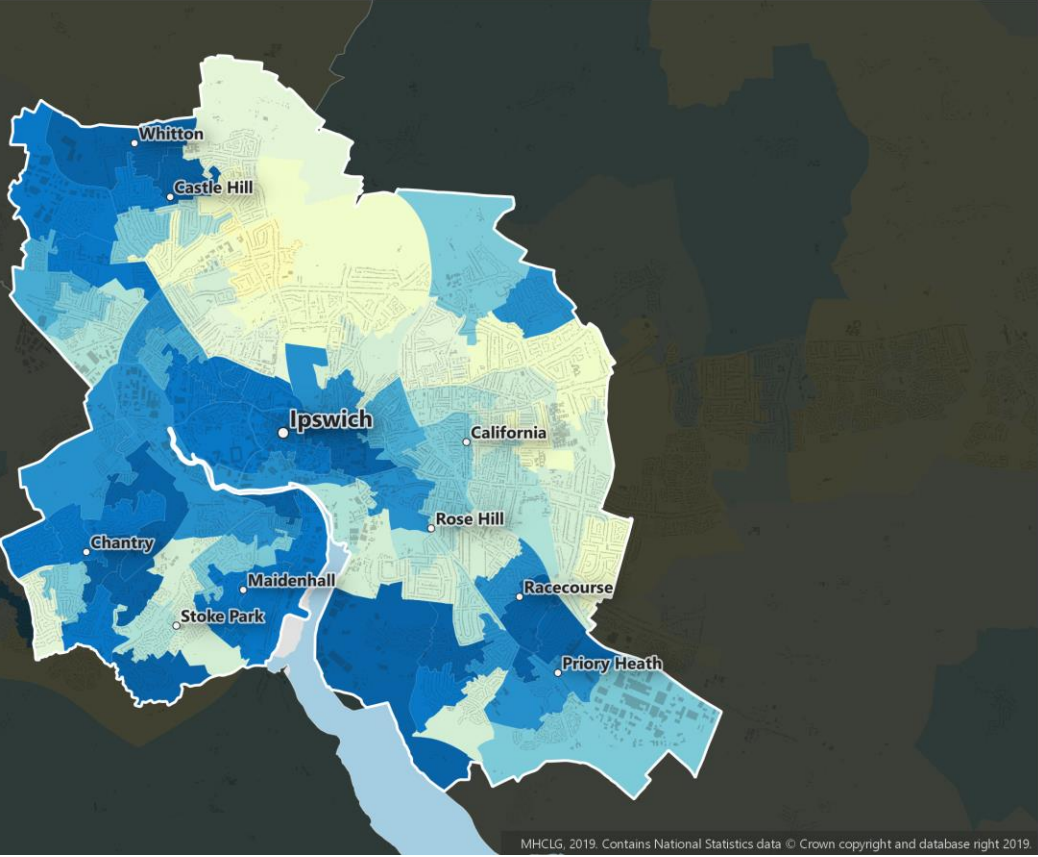 Whitton
Castle Hill
Ipswich
California
Rose Hill
Chantry
Maidenhall
Racecourse
Stoke Park
Priory Heath
MHCLG, 2019. Contains National Statistics data © Crown copyright and database right 2019.